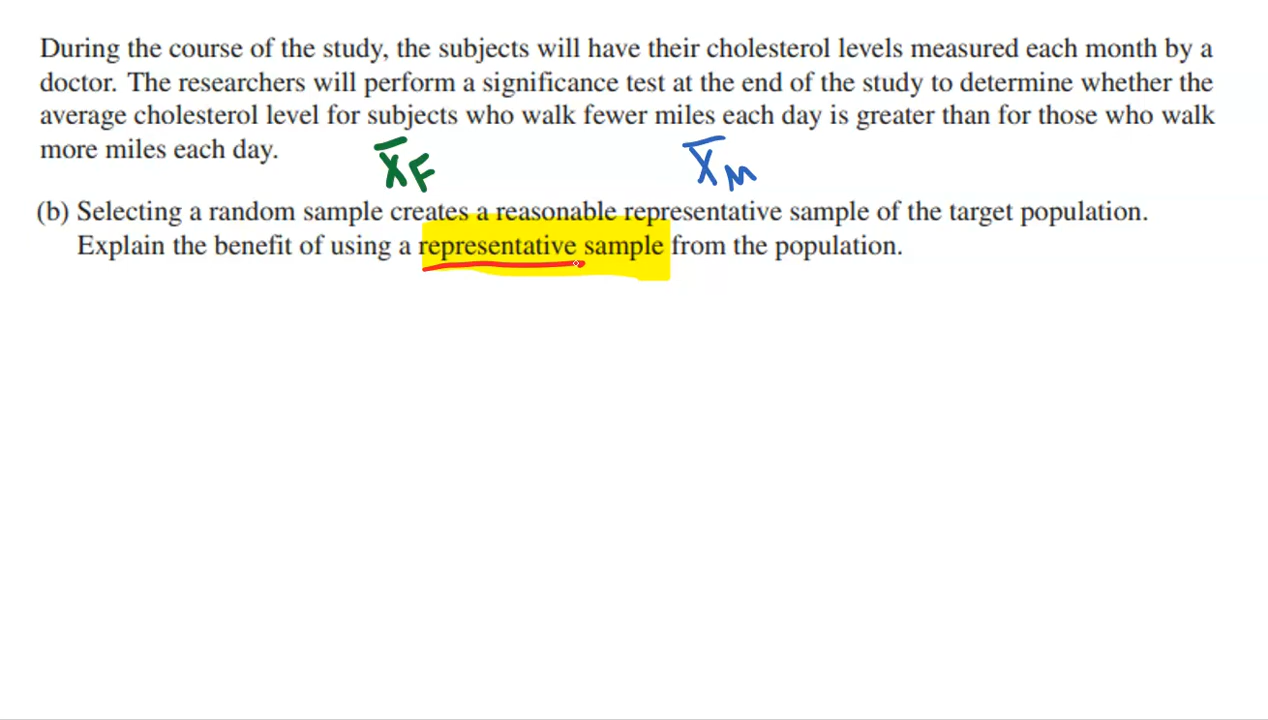 During the course of the study, the subjects will have their cholesterol levels measured each month by a
doctor. The researchers will perform a significance test at the end of the study to determine whether the
average cholesterol level for subjects who walk fewer miles each day is greater than for those who walk
more miles each day.
X̄F X̄M
(b) Selecting a random sample creates a reasonable representative sample of the target population.
Explain the benefit of using a representative sample from the population.